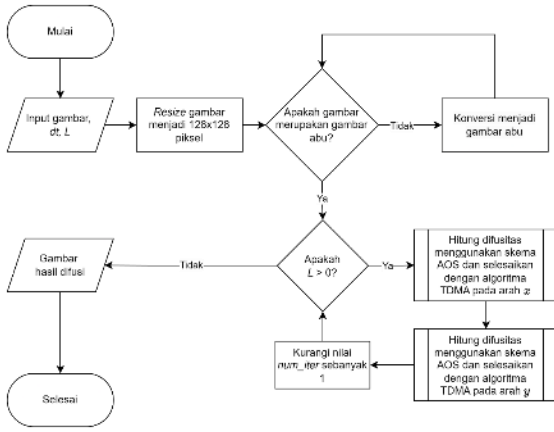 Mulai
Input gambar,
dt, L
Resize gambar
menjadi 128x128
piksel
Apakah gambar
merupakan gambar
abu?
Tidak
Konversi menjadi
gambar abu
Ya
Gambar
hasil difusi
Tidak
Apakah
L > 0?
Ya
Hitung difusitas
menggunakan skema
AOS dan selesaikan
dengan algoritma
TDMA pada arah x
Kurangi nilai
num_iter sebanyak
1
Hitung difusitas
menggunakan skema
AOS dan selesaikan
dengan algoritma
TDMA pada arah y
Selesai